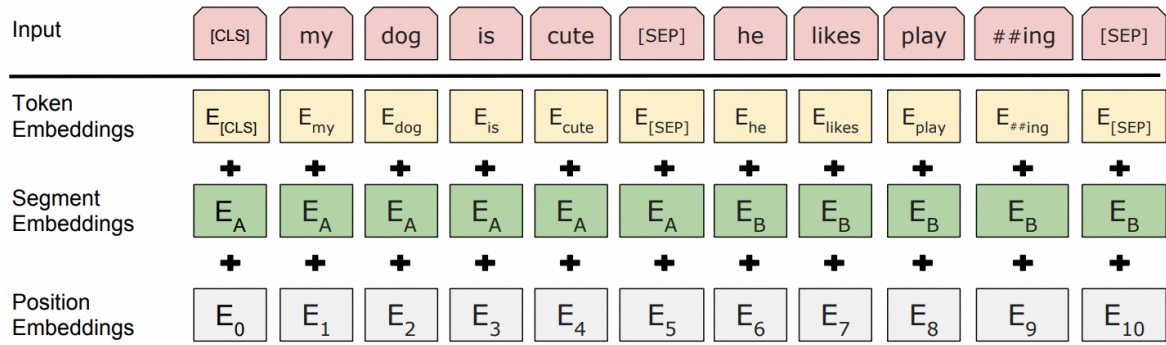 Input [CLS] my dog is cute [SEP] he likes play ##ing [SEP]
Token
Embeddings E[CLS] Emy Edog Eis Ecute E[SEP] Ehe Elikes Eplay E##ing E[SEP]
Segment
Embeddings EA EA EA EA EA EA EB EB EB EB EB
Position
Embeddings E0 E1 E2 E3 E4 E5 E6 E7 E8 E9 E10